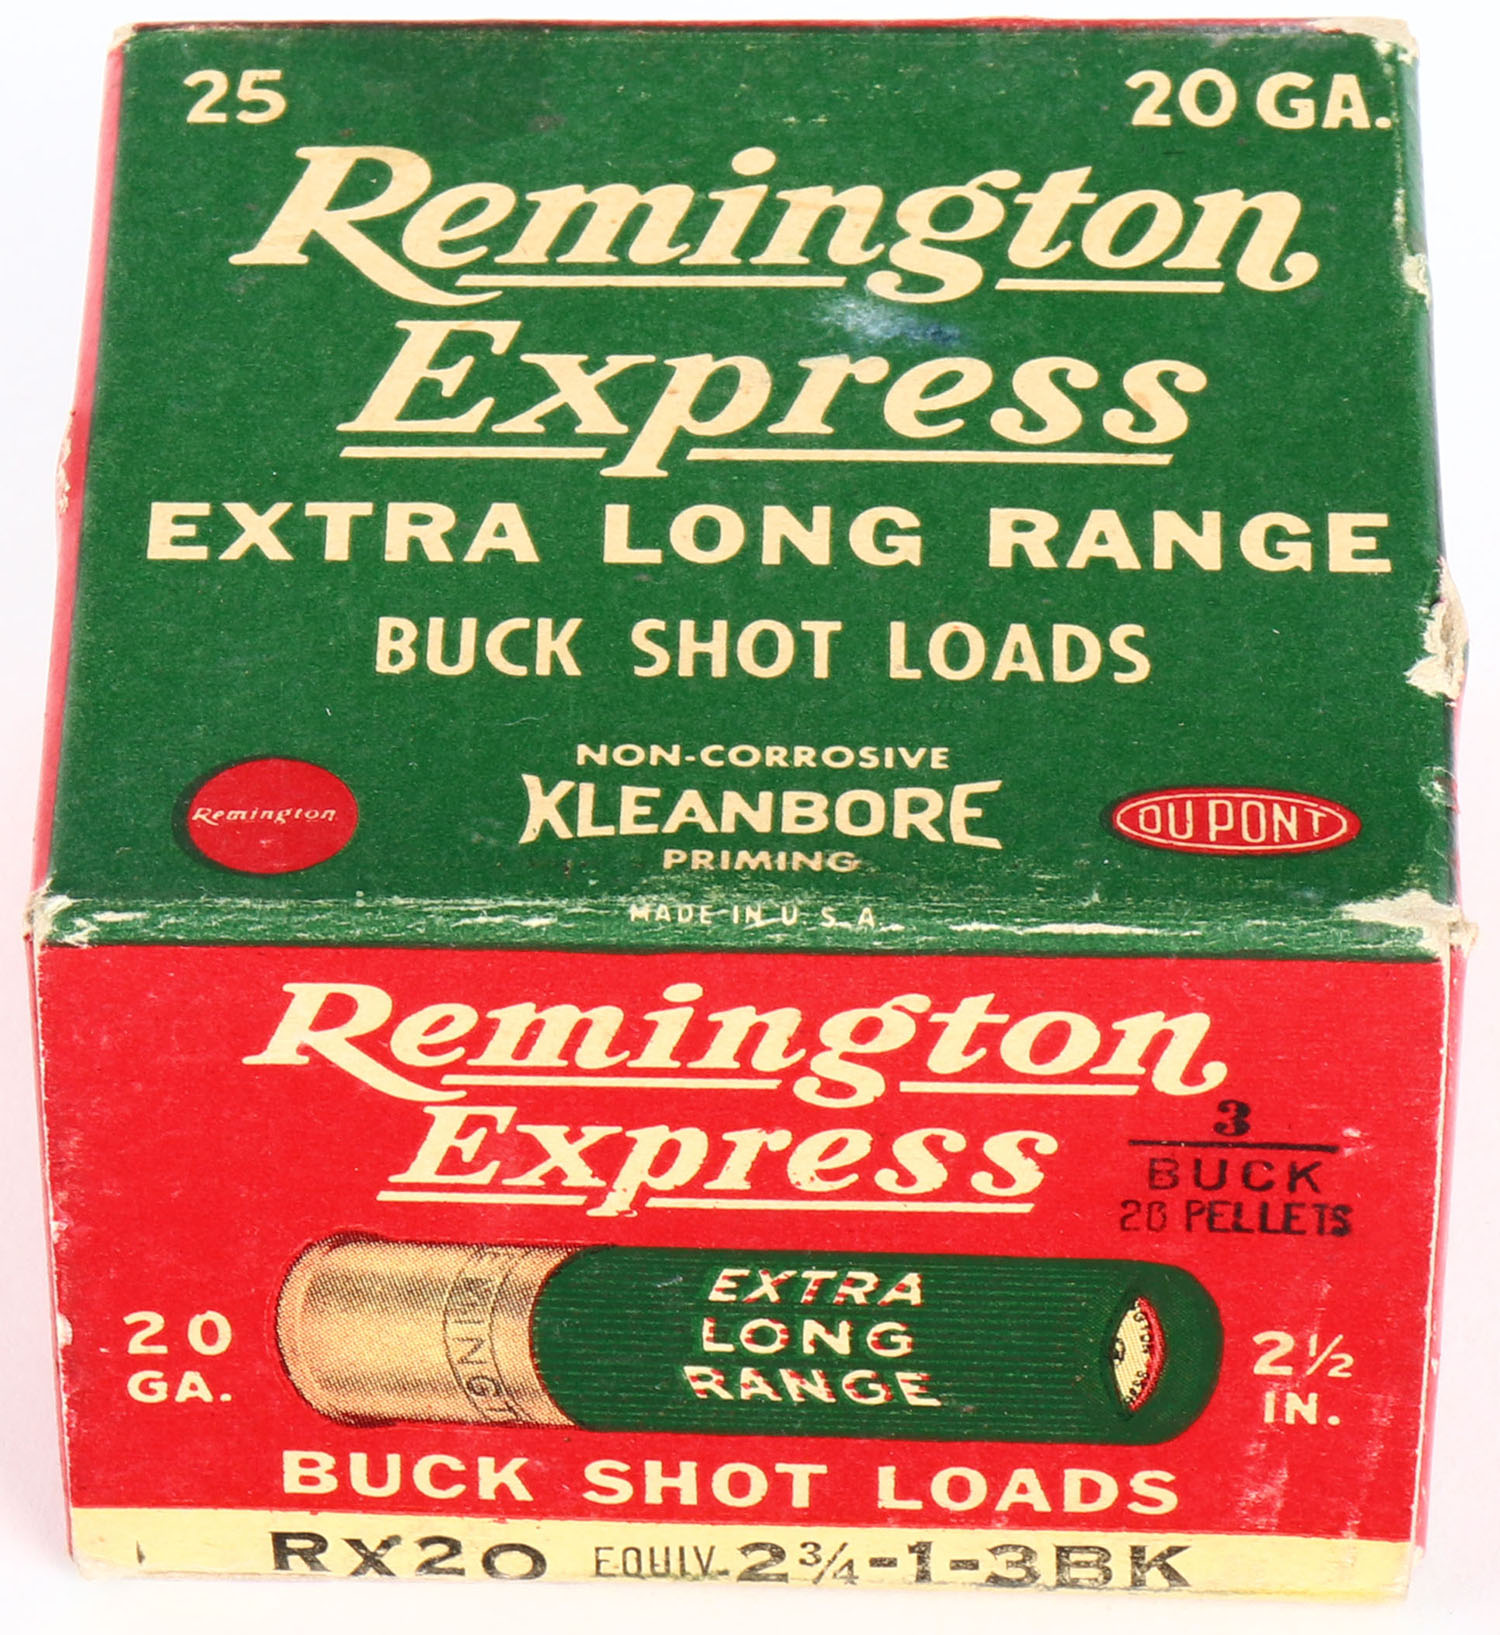 25 20 GA.
Remington
Express
EXTRA LONG RANGE
BUCK SHOT LOADS
NON-CORROSIVE
KLEANBORE
PRIMING
Remington
DU PONT
MADE IN U.S.A.
Remington
Express
3
BUCK
20 PELLETS
EXTRA
LONG
RANGE
20
GA.
2½
IN.
BUCK SHOT LOADS
RX20 EQUIV. 2¾-1-3BK